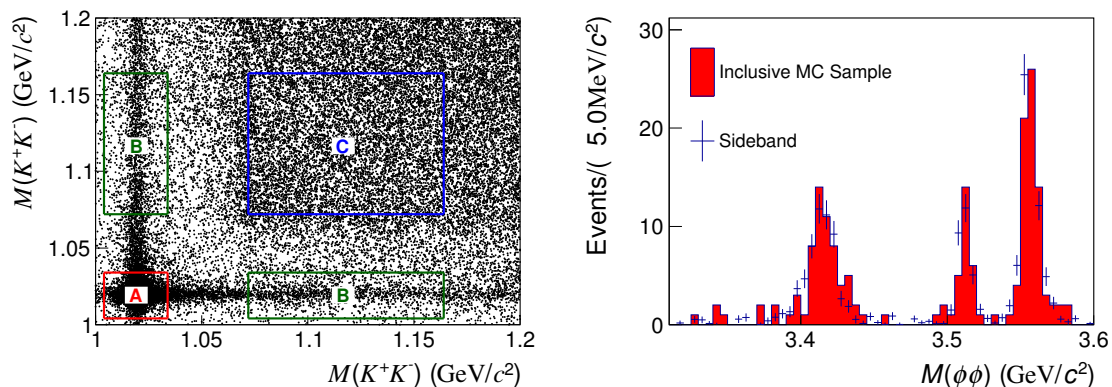 M(K⁺K⁻) (GeV/c²)
1.2
1.15
1.1
1.05
1
B
C
A
B
1
1.05
1.1
1.15
1.2
M(K⁺K⁻) (GeV/c²)
Events/( 5.0MeV/c²)
30
20
10
0
Inclusive MC Sample
Sideband
3.4
3.5
3.6
M(ϕϕ) (GeV/c²)